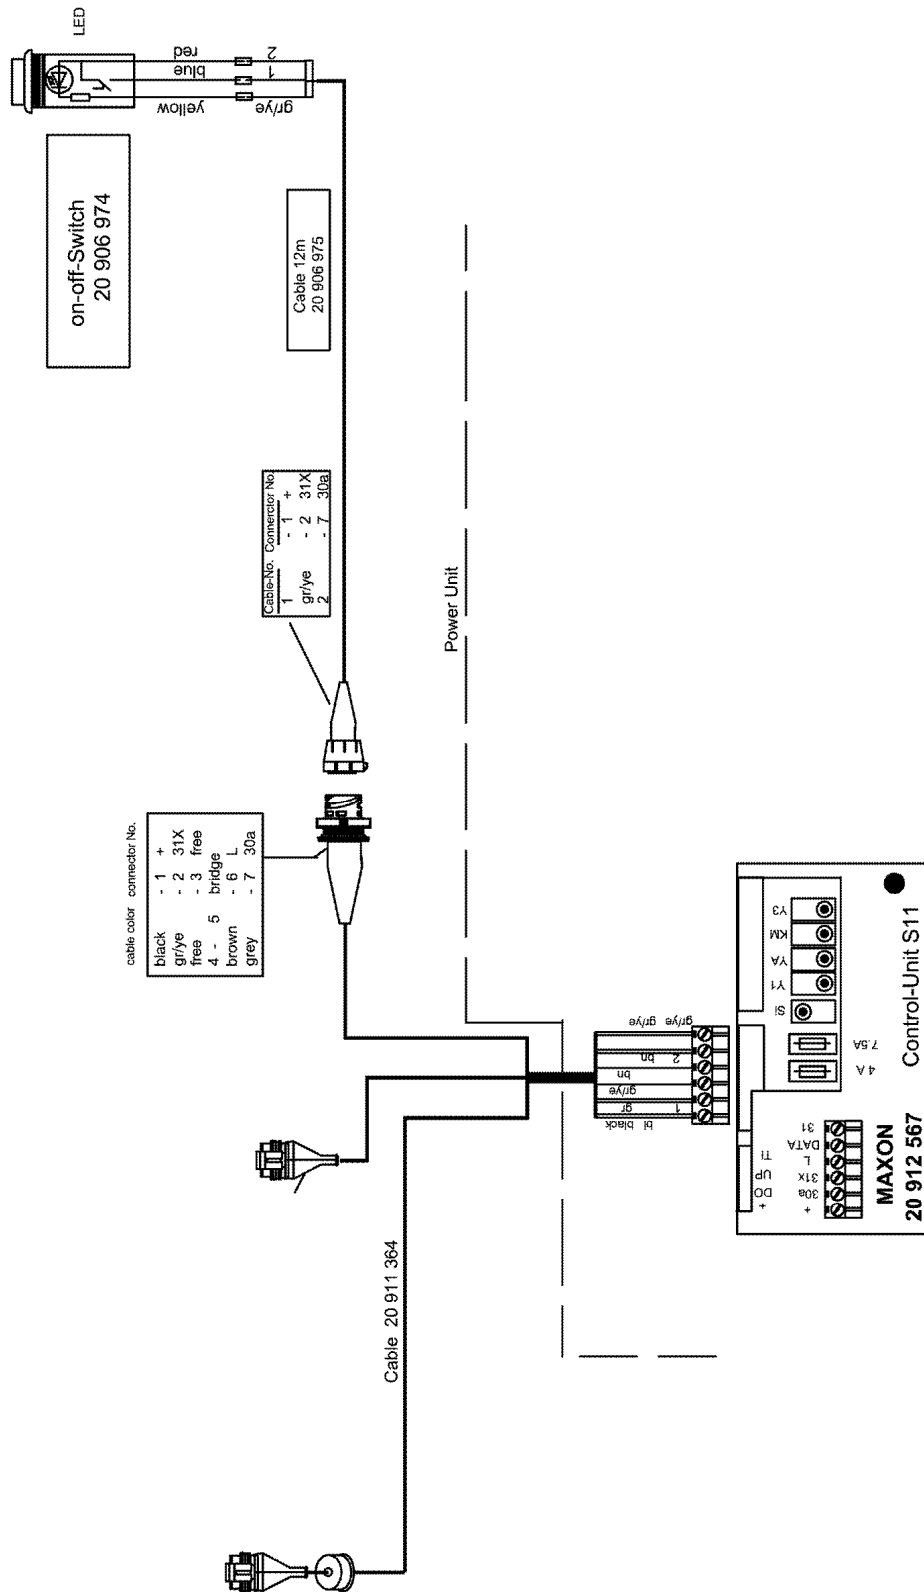 LED
red
blue
yellow
2
1
gr/ye
on-off-Switch
20 906 974
Cable 12m
20 906 975
Cable-No. Connerctor No.
1 - 1 +
gr/ye - 2 31X
2 - 7 30a
Power Unit
cable color connector No.
black - 1 +
gr/ye - 2 31X
free - 3 free
4 - 5 bridge
brown - 6 L
grey - 7 30a
gr/ye gr/ye
2 bn
bn
gr/ye
1 gr
bl black
Cable 20 911 364
Y3
KM
YA
Y1
Si
7.5A
4 A
31
DATA
L
31x
30a
+
Ti
UP
DO
+
MAXON
20 912 567
Control-Unit S11